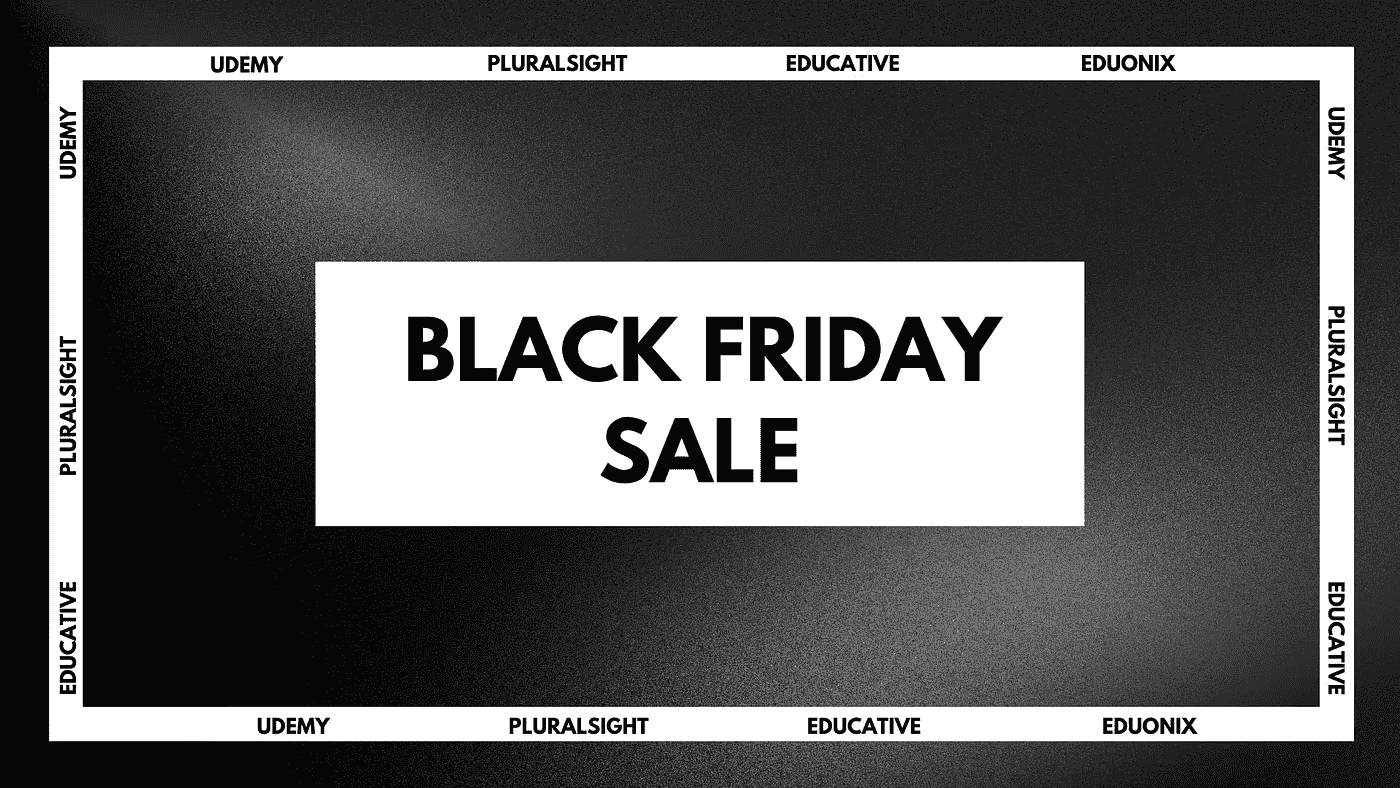 UDEMY PLURALSIGHT EDUCATIVE EDUONIX
UDEMY
PLURALSIGHT
EDUCATIVE
BLACK FRIDAY
SALE
UDEMY
PLURALSIGHT
EDUCATIVE
UDEMY PLURALSIGHT EDUCATIVE EDUONIX